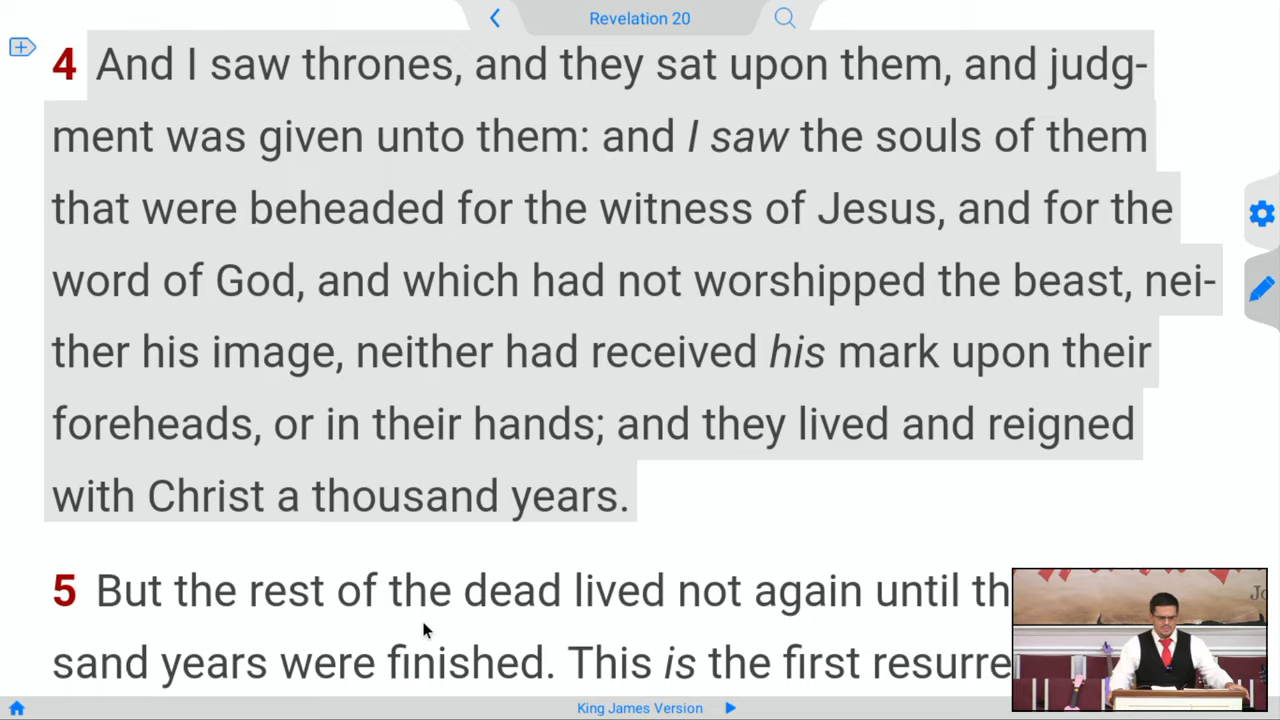 Revelation 20
4 And I saw thrones, and they sat upon them, and judg-
ment was given unto them: and I saw the souls of them
that were beheaded for the witness of Jesus, and for the
word of God, and which had not worshipped the beast, nei-
ther his image, neither had received his mark upon their
foreheads, or in their hands; and they lived and reigned
with Christ a thousand years.
5 But the rest of the dead lived not again until th
sand years were finished. This is the first resurre
Jo
King James Version